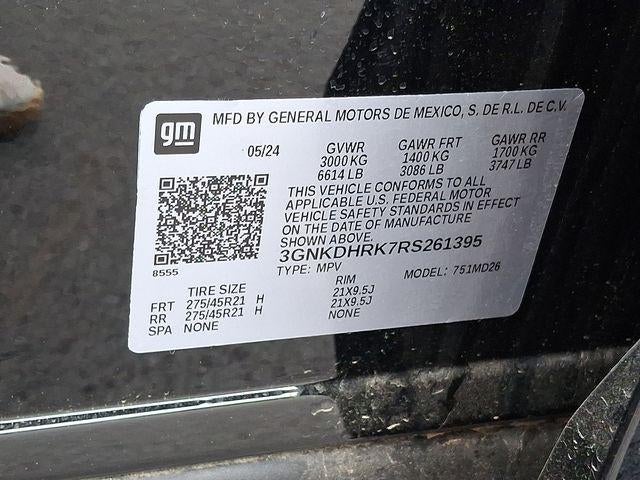 gm MFD BY GENERAL MOTORS DE MEXICO, S. DE R.L. DE C.V.
05/24 GVWR GAWR FRT GAWR RR
3000 KG 1400 KG 1700 KG
6614 LB 3086 LB 3747 LB
THIS VEHICLE CONFORMS TO ALL
APPLICABLE U.S. FEDERAL MOTOR
VEHICLE SAFETY STANDARDS IN EFFECT
ON THE DATE OF MANUFACTURE
SHOWN ABOVE.
3GNKDHRK7RS261395
8555
TYPE: MPV MODEL: 751MD26
TIRE SIZE RIM
FRT 275/45R21 H 21X9.5J
RR 275/45R21 H 21X9.5J
SPA NONE NONE